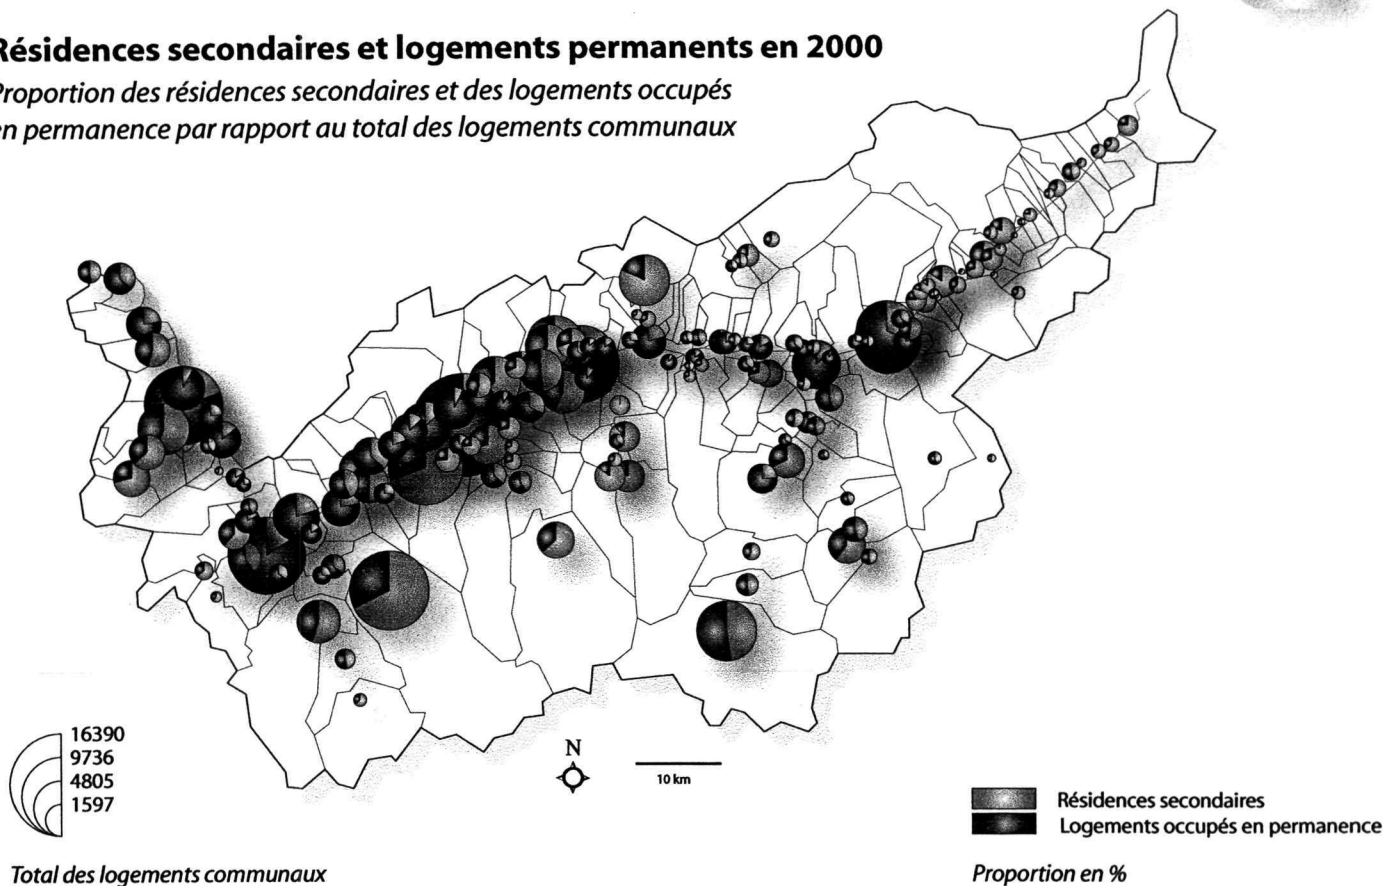 Résidences secondaires et logements permanents en 2000
Proportion des résidences secondaires et des logements occupés
en permanence par rapport au total des logements communaux
16390
9736
4805
1597
Total des logements communaux
N
10 km
Résidences secondaires
Logements occupés en permanence
Proportion en %